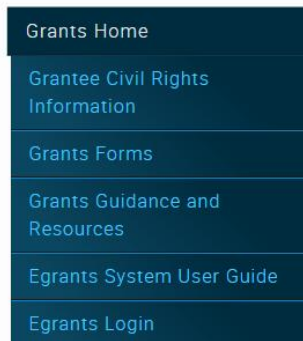 Grants Home
Grantee Civil Rights
Information
Grants Forms
Grants Guidance and
Resources
Egrants System User Guide
Egrants Login